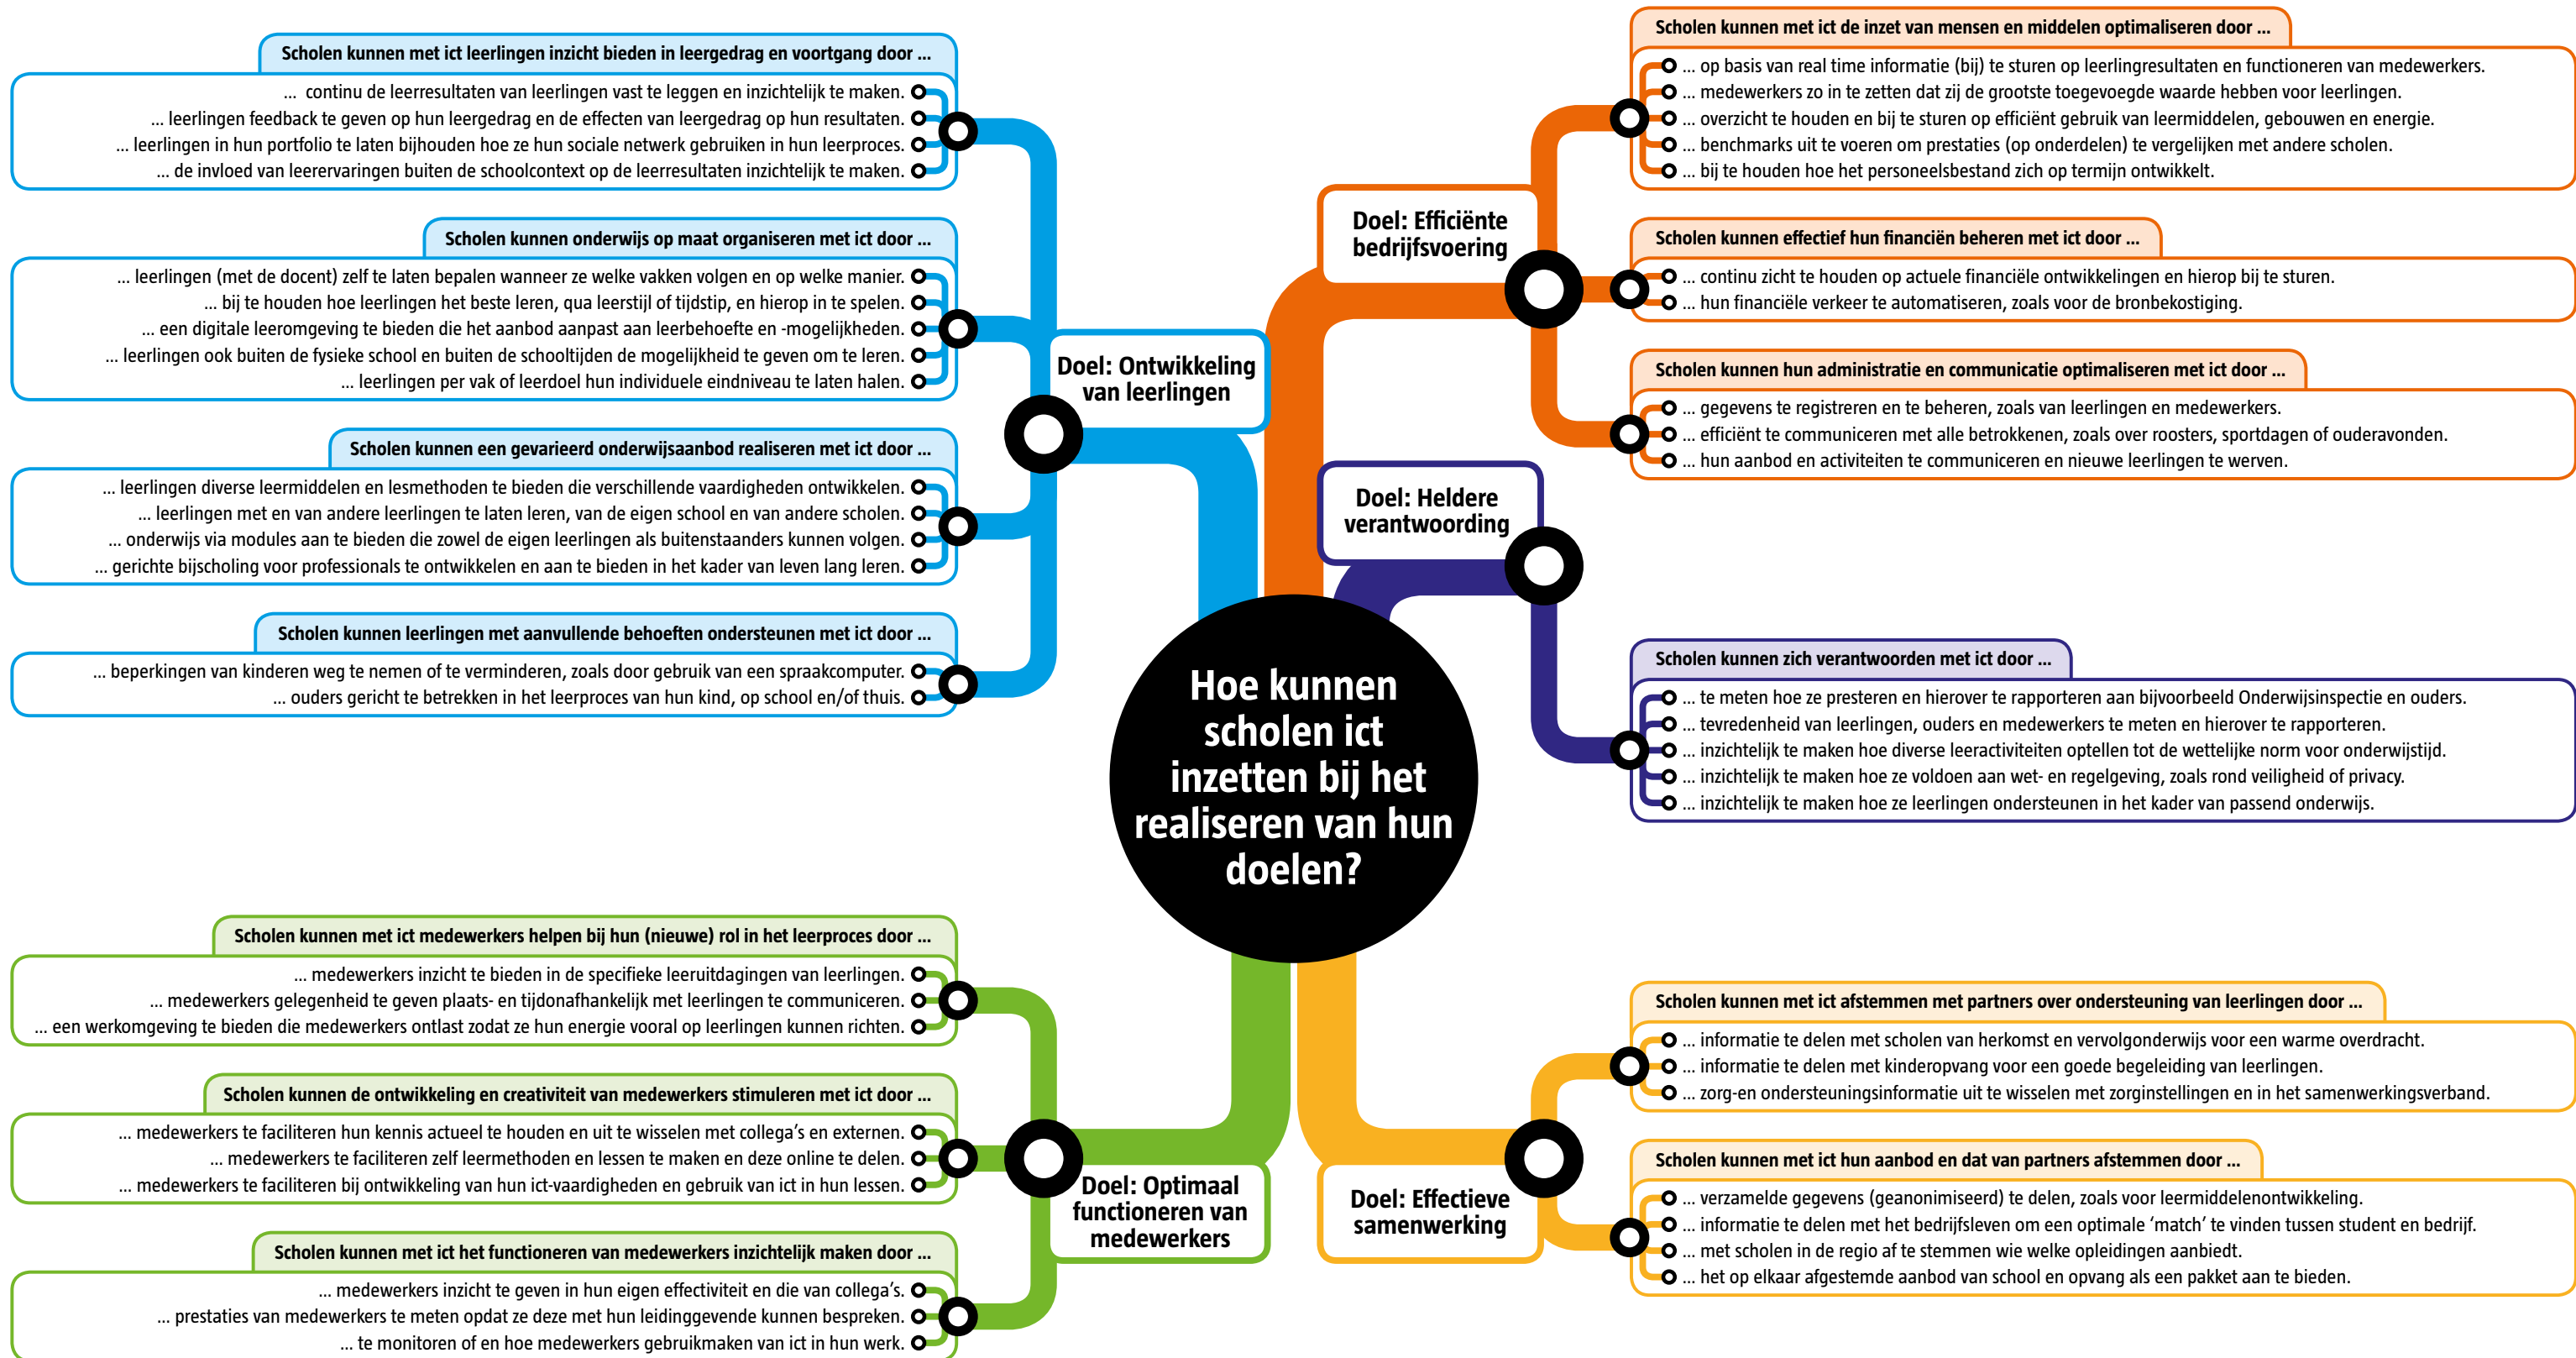 Scholen kunnen met ict leerlingen inzicht bieden in leergedrag en voortgang door ...
... continu de leerresultaten van leerlingen vast te leggen en inzichtelijk te maken.
... leerlingen feedback te geven op hun leergedrag en de effecten van leergedrag op hun resultaten.
... leerlingen in hun portfolio te laten bijhouden hoe ze hun sociale netwerk gebruiken in hun leerproces.
... de invloed van leerervaringen buiten de schoolcontext op de leerresultaten inzichtelijk te maken.
Scholen kunnen onderwijs op maat organiseren met ict door ...
... leerlingen (met de docent) zelf te laten bepalen wanneer ze welke vakken volgen en op welke manier.
... bij te houden hoe leerlingen het beste leren, qua leerstijl of tijdstip, en hierop in te spelen.
... een digitale leeromgeving te bieden die het aanbod aanpast aan leerbehoefte en -mogelijkheden.
... leerlingen ook buiten de fysieke school en buiten de schooltijden de mogelijkheid te geven om te leren.
... leerlingen per vak of leerdoel hun individuele eindniveau te laten halen.
Scholen kunnen een gevarieerd onderwijsaanbod realiseren met ict door ...
... leerlingen diverse leermiddelen en lesmethoden te bieden die verschillende vaardigheden ontwikkelen.
... leerlingen met en van andere leerlingen te laten leren, van de eigen school en van andere scholen.
... onderwijs via modules aan te bieden die zowel de eigen leerlingen als buitenstaanders kunnen volgen.
... gerichte bijscholing voor professionals te ontwikkelen en aan te bieden in het kader van leven lang leren.
Scholen kunnen leerlingen met aanvullende behoeften ondersteunen met ict door ...
... beperkingen van kinderen weg te nemen of te verminderen, zoals door gebruik van een spraakcomputer.
... ouders gericht te betrekken in het leerproces van hun kind, op school en/of thuis.
Doel: Ontwikkeling
van leerlingen
Doel: Efficiënte
bedrijfsvoering
Scholen kunnen met ict de inzet van mensen en middelen optimaliseren door ...
... op basis van real time informatie (bij) te sturen op leerlingresultaten en functioneren van medewerkers.
... medewerkers zo in te zetten dat zij de grootste toegevoegde waarde hebben voor leerlingen.
... overzicht te houden en bij te sturen op efficiënt gebruik van leermiddelen, gebouwen en energie.
... benchmarks uit te voeren om prestaties (op onderdelen) te vergelijken met andere scholen.
... bij te houden hoe het personeelsbestand zich op termijn ontwikkelt.
Scholen kunnen effectief hun financiën beheren met ict door ...
... continu zicht te houden op actuele financiële ontwikkelingen en hierop bij te sturen.
... hun financiële verkeer te automatiseren, zoals voor de bronbekostiging.
Scholen kunnen hun administratie en communicatie optimaliseren met ict door ...
... gegevens te registreren en te beheren, zoals van leerlingen en medewerkers.
... efficiënt te communiceren met alle betrokkenen, zoals over roosters, sportdagen of ouderavonden.
... hun aanbod en activiteiten te communiceren en nieuwe leerlingen te werven.
Doel: Heldere
verantwoording
Scholen kunnen zich verantwoorden met ict door ...
... te meten hoe ze presteren en hierover te rapporteren aan bijvoorbeeld Onderwijsinspectie en ouders.
... tevredenheid van leerlingen, ouders en medewerkers te meten en hierover te rapporteren.
... inzichtelijk te maken hoe diverse leeractiviteiten optellen tot de wettelijke norm voor onderwijstijd.
... inzichtelijk te maken hoe ze voldoen aan wet- en regelgeving, zoals rond veiligheid of privacy.
... inzichtelijk te maken hoe ze leerlingen ondersteunen in het kader van passend onderwijs.
Hoe kunnen
scholen ict
inzetten bij het
realiseren van hun
doelen?
Scholen kunnen met ict medewerkers helpen bij hun (nieuwe) rol in het leerproces door ...
... medewerkers inzicht te bieden in de specifieke leeruitdagingen van leerlingen.
... medewerkers gelegenheid te geven plaats- en tijdonafhankelijk met leerlingen te communiceren.
... een werkomgeving te bieden die medewerkers ontlast zodat ze hun energie vooral op leerlingen kunnen richten.
Scholen kunnen de ontwikkeling en creativiteit van medewerkers stimuleren met ict door ...
... medewerkers te faciliteren hun kennis actueel te houden en uit te wisselen met collega's en externen.
... medewerkers te faciliteren zelf leermethoden en lessen te maken en deze online te delen.
... medewerkers te faciliteren bij ontwikkeling van hun ict-vaardigheden en gebruik van ict in hun lessen.
Scholen kunnen met ict het functioneren van medewerkers inzichtelijk maken door ...
... medewerkers inzicht te geven in hun eigen effectiviteit en die van collega's.
... prestaties van medewerkers te meten opdat ze deze met hun leidinggevende kunnen bespreken.
... te monitoren of en hoe medewerkers gebruikmaken van ict in hun werk.
Doel: Optimaal
functioneren van
medewerkers
Doel: Effectieve
samenwerking
Scholen kunnen met ict afstemmen met partners over ondersteuning van leerlingen door ...
... informatie te delen met scholen van herkomst en vervolgonderwijs voor een warme overdracht.
... informatie te delen met kinderopvang voor een goede begeleiding van leerlingen.
... zorg-en ondersteuningsinformatie uit te wisselen met zorginstellingen en in het samenwerkingsverband.
Scholen kunnen met ict hun aanbod en dat van partners afstemmen door ...
... verzamelde gegevens (geanonimiseerd) te delen, zoals voor leermiddelenontwikkeling.
... informatie te delen met het bedrijfsleven om een optimale ‘match’ te vinden tussen student en bedrijf.
... met scholen in de regio af te stemmen wie welke opleidingen aanbiedt.
... het op elkaar afgestemde aanbod van school en opvang als een pakket aan te bieden.